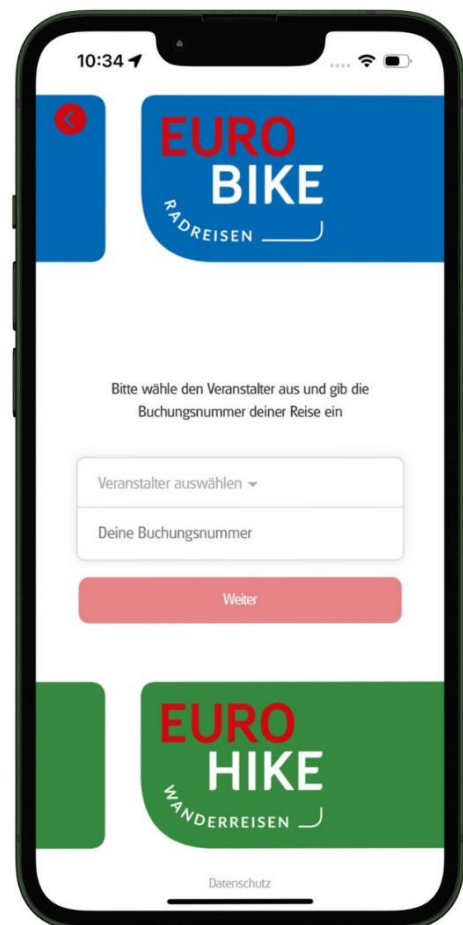 10:34
EURO
BIKE
RADREISEN
Bitte wähle den Veranstalter aus und gib die
Buchungsnummer deiner Reise ein
Veranstalter auswählen
Deine Buchungsnummer
Weiter
EURO
HIKE
WANDERREISEN
Datenschutz